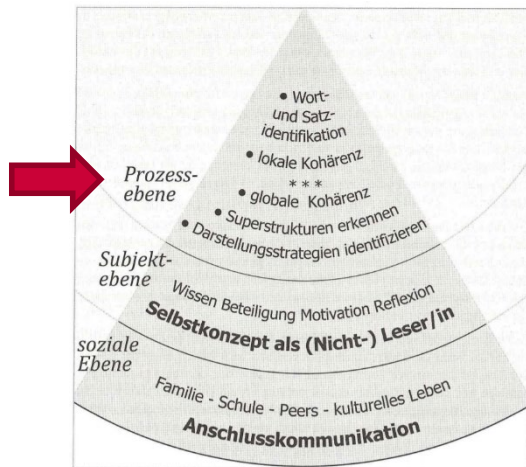 • Wort-
und Satz-
identifikation
• lokale Kohärenz
* * *
• globale Kohärenz
• Superstrukturen erkennen
• Darstellungsstrategien identifizieren
Prozess-
ebene
Wissen Beteiligung Motivation Reflexion
Selbstkonzept als (Nicht-) Leser/in
Subjekt-
ebene
Familie - Schule - Peers - kulturelles Leben
Anschlusskommunikation
soziale
Ebene